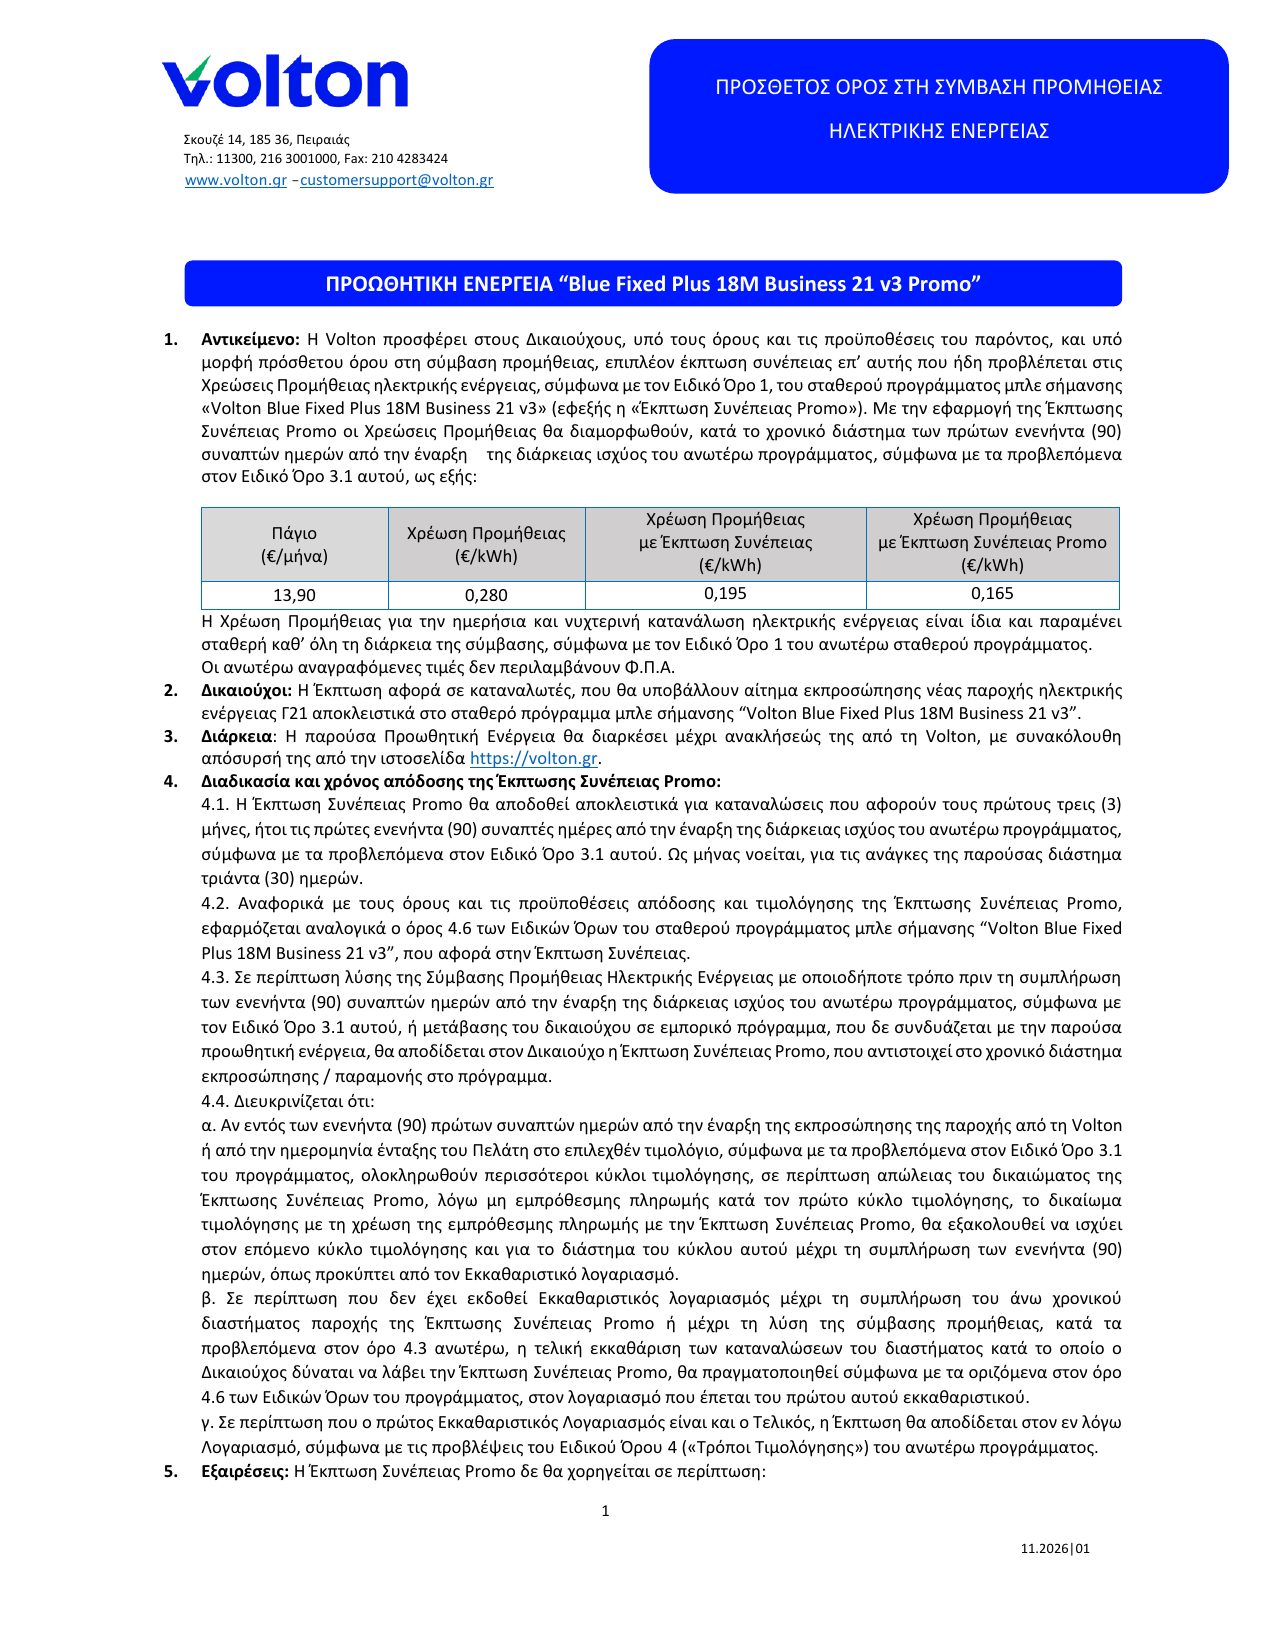 volton
ΠΡΟΣΘΕΤΟΣ ΟΡΟΣ ΣΤΗ ΣΥΜΒΑΣΗ ΠΡΟΜΗΘΕΙΑΣ
ΗΛΕΚΤΡΙΚΗΣ ΕΝΕΡΓΕΙΑΣ
Σκουζέ 14, 185 36, Πειραιάς
Τηλ.: 11300, 216 3001000, Fax: 210 4283424
www.volton.gr –customersupport@volton.gr
ΠΡΟΩΘΗΤΙΚΗ ΕΝΕΡΓΕΙΑ “Blue Fixed Plus 18M Business 21 v3 Promo”
1. Αντικείμενο: Η Volton προσφέρει στους Δικαιούχους, υπό τους όρους και τις προϋποθέσεις του παρόντος, και υπό
μορφή πρόσθετου όρου στη σύμβαση προμήθειας, επιπλέον έκπτωση συνέπειας επ’ αυτής που ήδη προβλέπεται στις
Χρεώσεις Προμήθειας ηλεκτρικής ενέργειας, σύμφωνα με τον Ειδικό Όρο 1, του σταθερού προγράμματος μπλε σήμανσης
«Volton Blue Fixed Plus 18M Business 21 v3» (εφεξής η «Έκπτωση Συνέπειας Promo»). Με την εφαρμογή της Έκπτωσης
Συνέπειας Promo οι Χρεώσεις Προμήθειας θα διαμορφωθούν, κατά το χρονικό διάστημα των πρώτων ενενήντα (90)
συναπτών ημερών από την έναρξη της διάρκειας ισχύος του ανωτέρω προγράμματος, σύμφωνα με τα προβλεπόμενα
στον Ειδικό Όρο 3.1 αυτού, ως εξής:
Πάγιο
(€/μήνα)
Χρέωση Προμήθειας
(€/kWh)
Χρέωση Προμήθειας
με Έκπτωση Συνέπειας
(€/kWh)
Χρέωση Προμήθειας
με Έκπτωση Συνέπειας Promo
(€/kWh)
13,90 0,280 0,195 0,165
Η Χρέωση Προμήθειας για την ημερήσια και νυχτερινή κατανάλωση ηλεκτρικής ενέργειας είναι ίδια και παραμένει
σταθερή καθ’ όλη τη διάρκεια της σύμβασης, σύμφωνα με τον Ειδικό Όρο 1 του ανωτέρω σταθερού προγράμματος.
Οι ανωτέρω αναγραφόμενες τιμές δεν περιλαμβάνουν Φ.Π.Α.
2. Δικαιούχοι: Η Έκπτωση αφορά σε καταναλωτές, που θα υποβάλλουν αίτημα εκπροσώπησης νέας παροχής ηλεκτρικής
ενέργειας Γ21 αποκλειστικά στο σταθερό πρόγραμμα μπλε σήμανσης “Volton Blue Fixed Plus 18M Business 21 v3”.
3. Διάρκεια: Η παρούσα Προωθητική Ενέργεια θα διαρκέσει μέχρι ανακλήσεώς της από τη Volton, με συνακόλουθη
απόσυρσή της από την ιστοσελίδα https://volton.gr.
4. Διαδικασία και χρόνος απόδοσης της Έκπτωσης Συνέπειας Promo:
4.1. Η Έκπτωση Συνέπειας Promo θα αποδοθεί αποκλειστικά για καταναλώσεις που αφορούν τους πρώτους τρεις (3)
μήνες, ήτοι τις πρώτες ενενήντα (90) συναπτές ημέρες από την έναρξη της διάρκειας ισχύος του ανωτέρω προγράμματος,
σύμφωνα με τα προβλεπόμενα στον Ειδικό Όρο 3.1 αυτού. Ως μήνας νοείται, για τις ανάγκες της παρούσας διάστημα
τριάντα (30) ημερών.
4.2. Αναφορικά με τους όρους και τις προϋποθέσεις απόδοσης και τιμολόγησης της Έκπτωσης Συνέπειας Promo,
εφαρμόζεται αναλογικά ο όρος 4.6 των Ειδικών Όρων του σταθερού προγράμματος μπλε σήμανσης “Volton Blue Fixed
Plus 18M Business 21 v3”, που αφορά στην Έκπτωση Συνέπειας.
4.3. Σε περίπτωση λύσης της Σύμβασης Προμήθειας Ηλεκτρικής Ενέργειας με οποιοδήποτε τρόπο πριν τη συμπλήρωση
των ενενήντα (90) συναπτών ημερών από την έναρξη της διάρκειας ισχύος του ανωτέρω προγράμματος, σύμφωνα με
τον Ειδικό Όρο 3.1 αυτού, ή μετάβασης του δικαιούχου σε εμπορικό πρόγραμμα, που δε συνδυάζεται με την παρούσα
προωθητική ενέργεια, θα αποδίδεται στον Δικαιούχο η Έκπτωση Συνέπειας Promo, που αντιστοιχεί στο χρονικό διάστημα
εκπροσώπησης / παραμονής στο πρόγραμμα.
4.4. Διευκρινίζεται ότι:
α. Αν εντός των ενενήντα (90) πρώτων συναπτών ημερών από την έναρξη της εκπροσώπησης της παροχής από τη Volton
ή από την ημερομηνία ένταξης του Πελάτη στο επιλεχθέν τιμολόγιο, σύμφωνα με τα προβλεπόμενα στον Ειδικό Όρο 3.1
του προγράμματος, ολοκληρωθούν περισσότεροι κύκλοι τιμολόγησης, σε περίπτωση απώλειας του δικαιώματος της
Έκπτωσης Συνέπειας Promo, λόγω μη εμπρόθεσμης πληρωμής κατά τον πρώτο κύκλο τιμολόγησης, το δικαίωμα
τιμολόγησης με τη χρέωση της εμπρόθεσμης πληρωμής με την Έκπτωση Συνέπειας Promo, θα εξακολουθεί να ισχύει
στον επόμενο κύκλο τιμολόγησης και για το διάστημα του κύκλου αυτού μέχρι τη συμπλήρωση των ενενήντα (90)
ημερών, όπως προκύπτει από τον Εκκαθαριστικό λογαριασμό.
β. Σε περίπτωση που δεν έχει εκδοθεί Εκκαθαριστικός λογαριασμός μέχρι τη συμπλήρωση του άνω χρονικού
διαστήματος παροχής της Έκπτωσης Συνέπειας Promo ή μέχρι τη λύση της σύμβασης προμήθειας, κατά τα
προβλεπόμενα στον όρο 4.3 ανωτέρω, η τελική εκκαθάριση των καταναλώσεων του διαστήματος κατά το οποίο ο
Δικαιούχος δύναται να λάβει την Έκπτωση Συνέπειας Promo, θα πραγματοποιηθεί σύμφωνα με τα οριζόμενα στον όρο
4.6 των Ειδικών Όρων του προγράμματος, στον λογαριασμό που έπεται του πρώτου αυτού εκκαθαριστικού.
γ. Σε περίπτωση που ο πρώτος Εκκαθαριστικός Λογαριασμός είναι και ο Τελικός, η Έκπτωση θα αποδίδεται στον εν λόγω
Λογαριασμό, σύμφωνα με τις προβλέψεις του Ειδικού Όρου 4 («Τρόποι Τιμολόγησης») του ανωτέρω προγράμματος.
5. Εξαιρέσεις: Η Έκπτωση Συνέπειας Promo δε θα χορηγείται σε περίπτωση:
1
11.2026|01